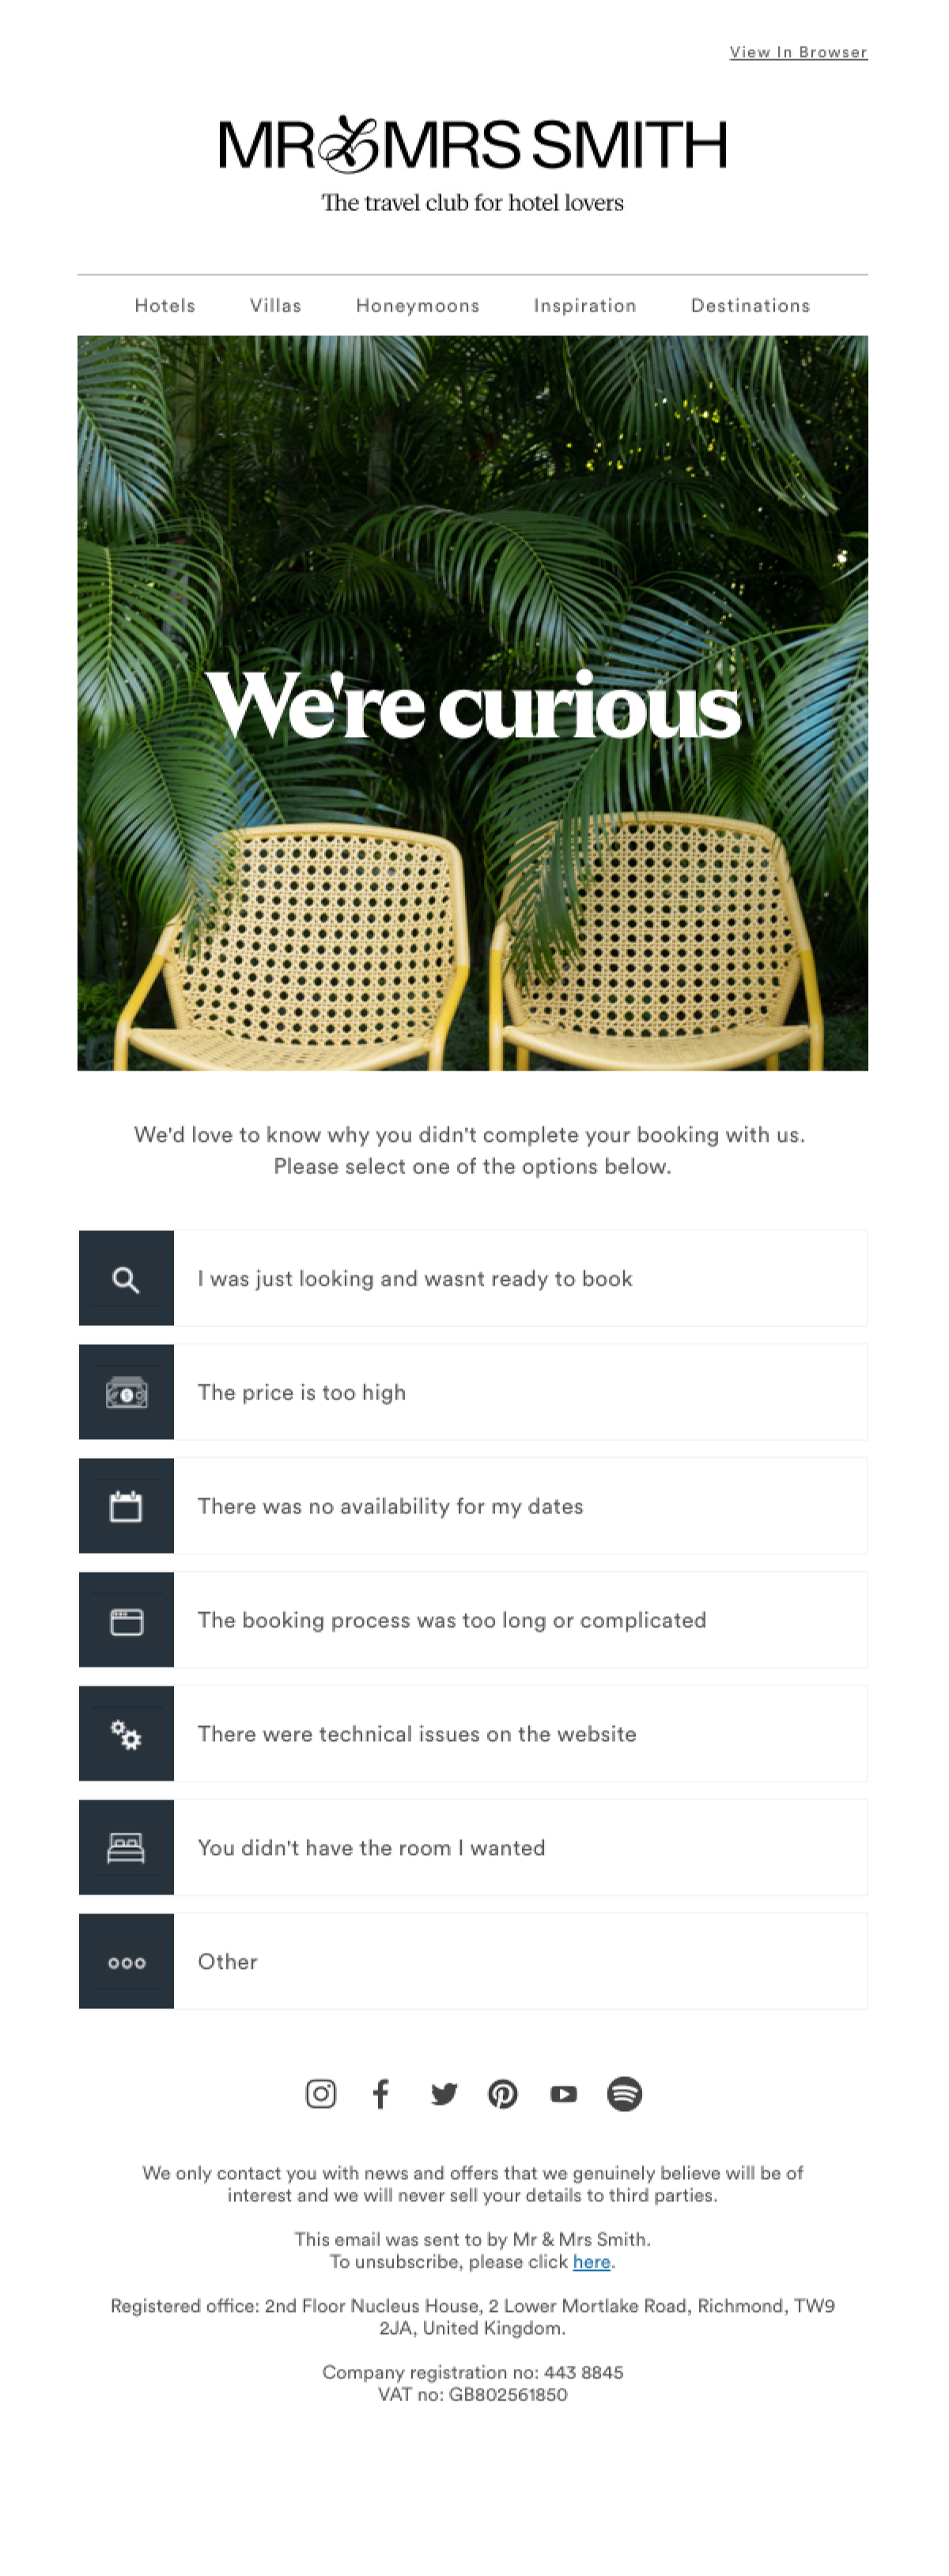 View In Browser
MR & MRS SMITH
The travel club for hotel lovers
Hotels Villas Honeymoons Inspiration Destinations
We're curious
We'd love to know why you didn't complete your booking with us.
Please select one of the options below.
I was just looking and wasnt ready to book
The price is too high
There was no availability for my dates
The booking process was too long or complicated
There were technical issues on the website
You didn't have the room I wanted
Other
We only contact you with news and offers that we genuinely believe will be of
interest and we will never sell your details to third parties.
This email was sent to by Mr & Mrs Smith.
To unsubscribe, please click here.
Registered office: 2nd Floor Nucleus House, 2 Lower Mortlake Road, Richmond, TW9
2JA, United Kingdom.
Company registration no: 443 8845
VAT no: GB802561850